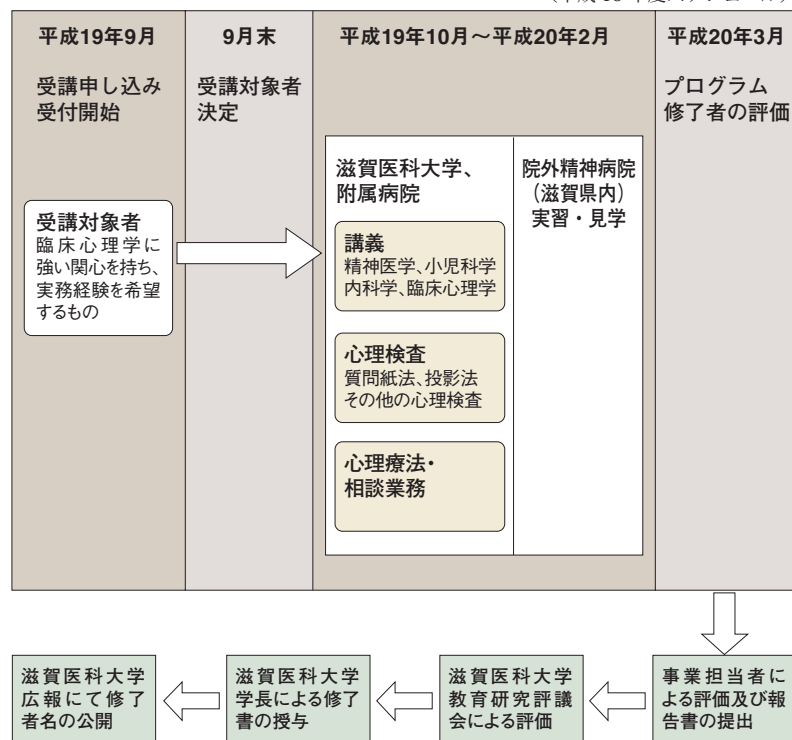 平成19年9月
受講申し込み
受付開始
受講対象者
臨床心理学に
強い関心を持ち、
実務経験を希望
するもの
9月末
受講対象者
決定
平成19年10月～平成20年2月
滋賀医科大学、
附属病院
講義
精神医学、小児科学
内科学、臨床心理学
心理検査
質問紙法、投影法
その他の心理検査
心理療法・
相談業務
院外精神病院
（滋賀県内）
実習・見学
平成20年3月
プログラム
修了者の評価
事業担当者に
よる評価及び報
告書の提出
滋賀医科大学
教育研究評議
会による評価
滋賀医科大学
学長による修了
書の授与
滋賀医科大学
広報にて修了
者名の公開